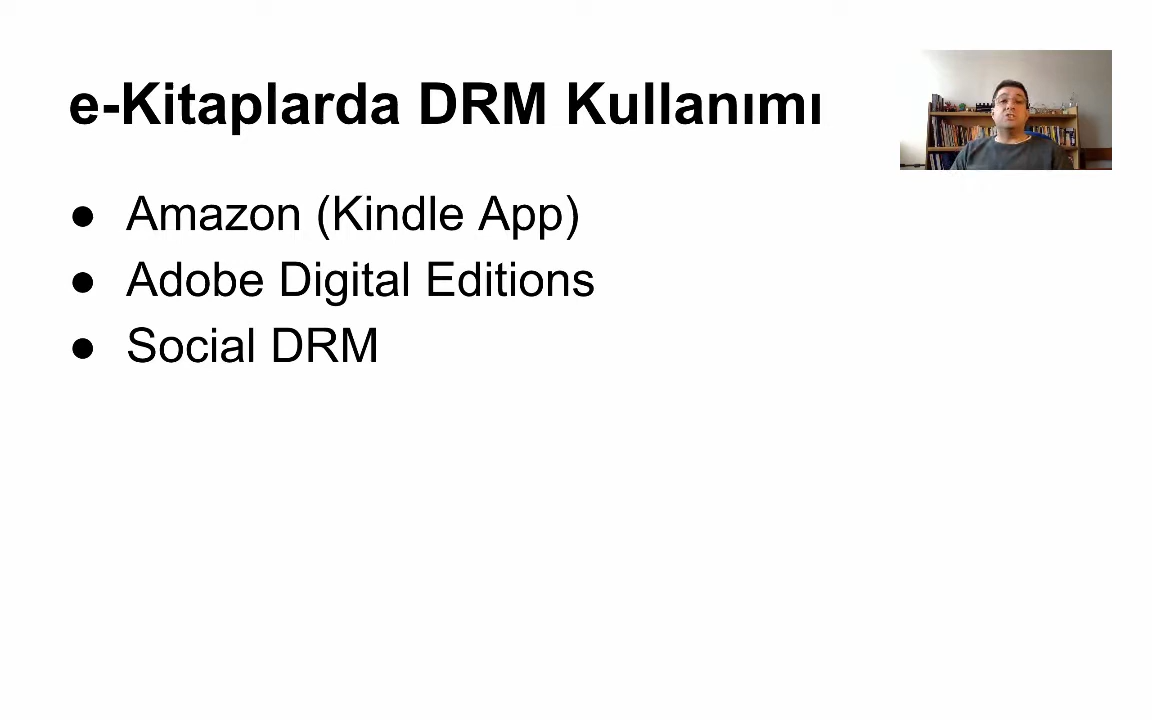 e-Kitaplarda DRM Kullanımı
● Amazon (Kindle App)
● Adobe Digital Editions
● Social DRM